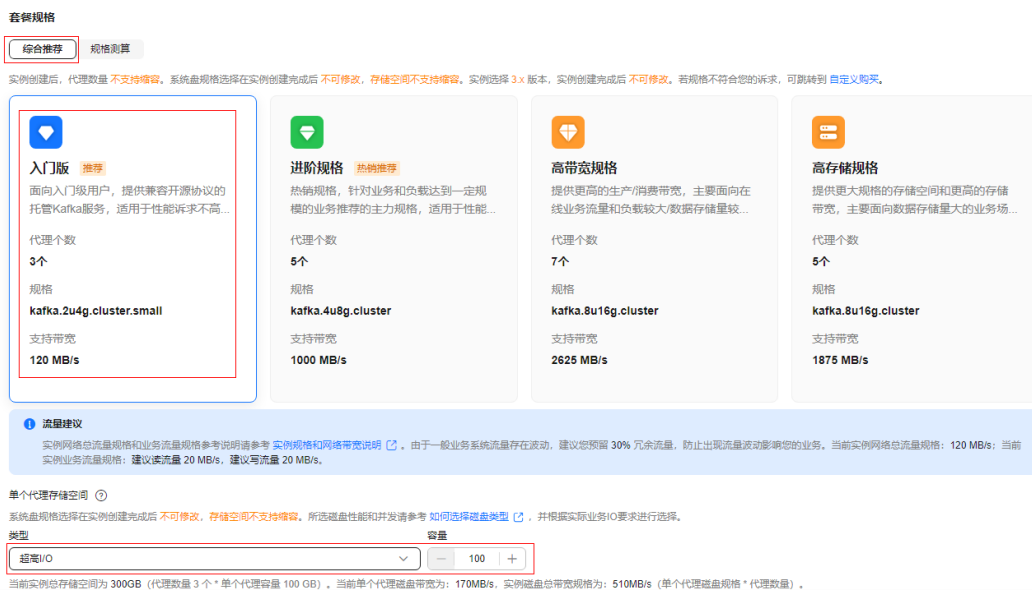 套餐规格
综合推荐 规格测算
实例创建后，代理数量 不支持缩容。系统盘规格选择在实例创建完成后 不可修改，存储空间不支持缩容。实例选择 3.x 版本，实例创建完成后 不可修改。若规格不符合您的诉求，可跳转到 自定义购买。
入门版 推荐
面向入门级用户，提供兼容开源协议的
托管Kafka服务，适用于性能诉求不高...
代理个数
3个
规格
kafka.2u4g.cluster.small
支持带宽
120 MB/s
进阶规格 热销推荐
热销规格，针对业务和负载达到一定规
模的业务推荐的主力规格，适用于性能...
代理个数
5个
规格
kafka.4u8g.cluster
支持带宽
1000 MB/s
高带宽规格
提供更高的生产/消费带宽，主要面向在
线业务流量和负载较大/数据存储量较...
代理个数
7个
规格
kafka.8u16g.cluster
支持带宽
2625 MB/s
高存储规格
提供更大规格的存储空间和更高的存储
带宽，主要面向数据存储量大的业务场...
代理个数
5个
规格
kafka.8u16g.cluster
支持带宽
1875 MB/s
流量建议
实例网络总流量规格和业务流量规格参考说明请参考 实例规格和网络带宽说明 。由于一般业务系统流量存在波动，建议您预留 30% 冗余流量，防止出现流量波动影响您的业务。当前实例网络总流量规格：120 MB/s；当前
实例业务流量规格：建议读流量 20 MB/s，建议写流量 20 MB/s。
单个代理存储空间 ?
系统盘规格选择在实例创建完成后 不可修改，存储空间不支持缩容。所选磁盘性能和并发请参考 如何选择磁盘类型 ，并根据实际业务IO要求进行选择。
类型 容量
超高I/O － 100 ＋
当前实例总存储空间为 300GB（代理数量 3 个 * 单个代理容量 100 GB）。当前单个代理磁盘带宽为：170MB/s，实例磁盘总带宽规格为：510MB/s（单个代理磁盘规格 * 代理数量）。